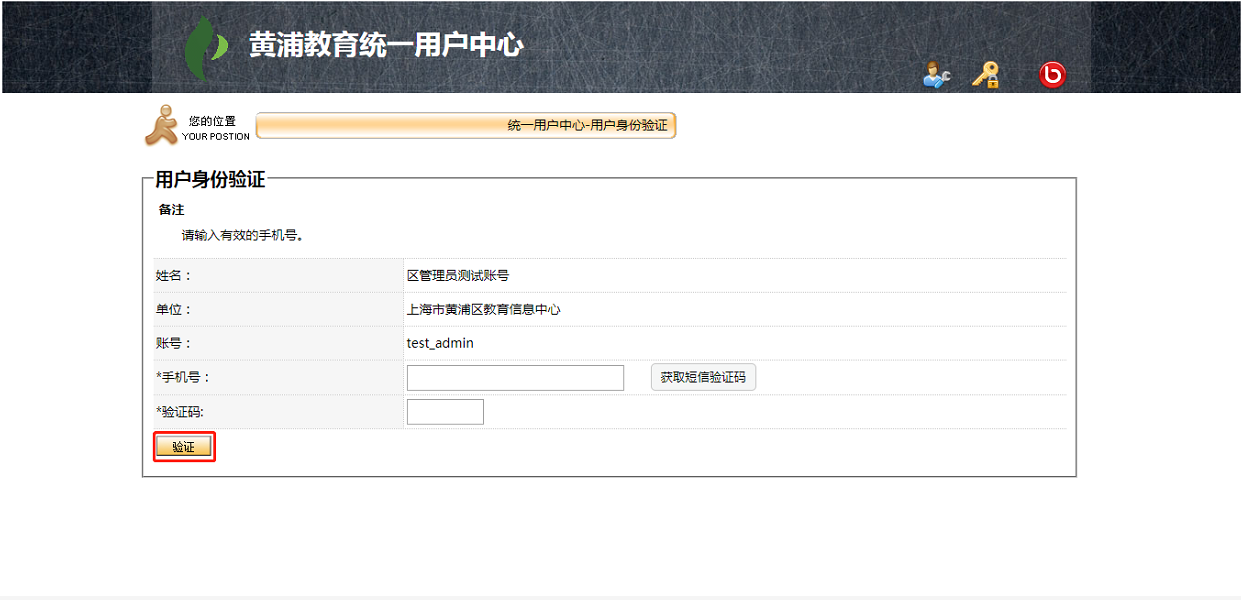 黄浦教育统一用户中心
您的位置
YOUR POSTION
统一用户中心-用户身份验证
用户身份验证
备注
请输入有效的手机号。
姓名： 区管理员测试账号
单位： 上海市黄浦区教育信息中心
账号： test_admin
*手机号： 获取短信验证码
*验证码:
验证